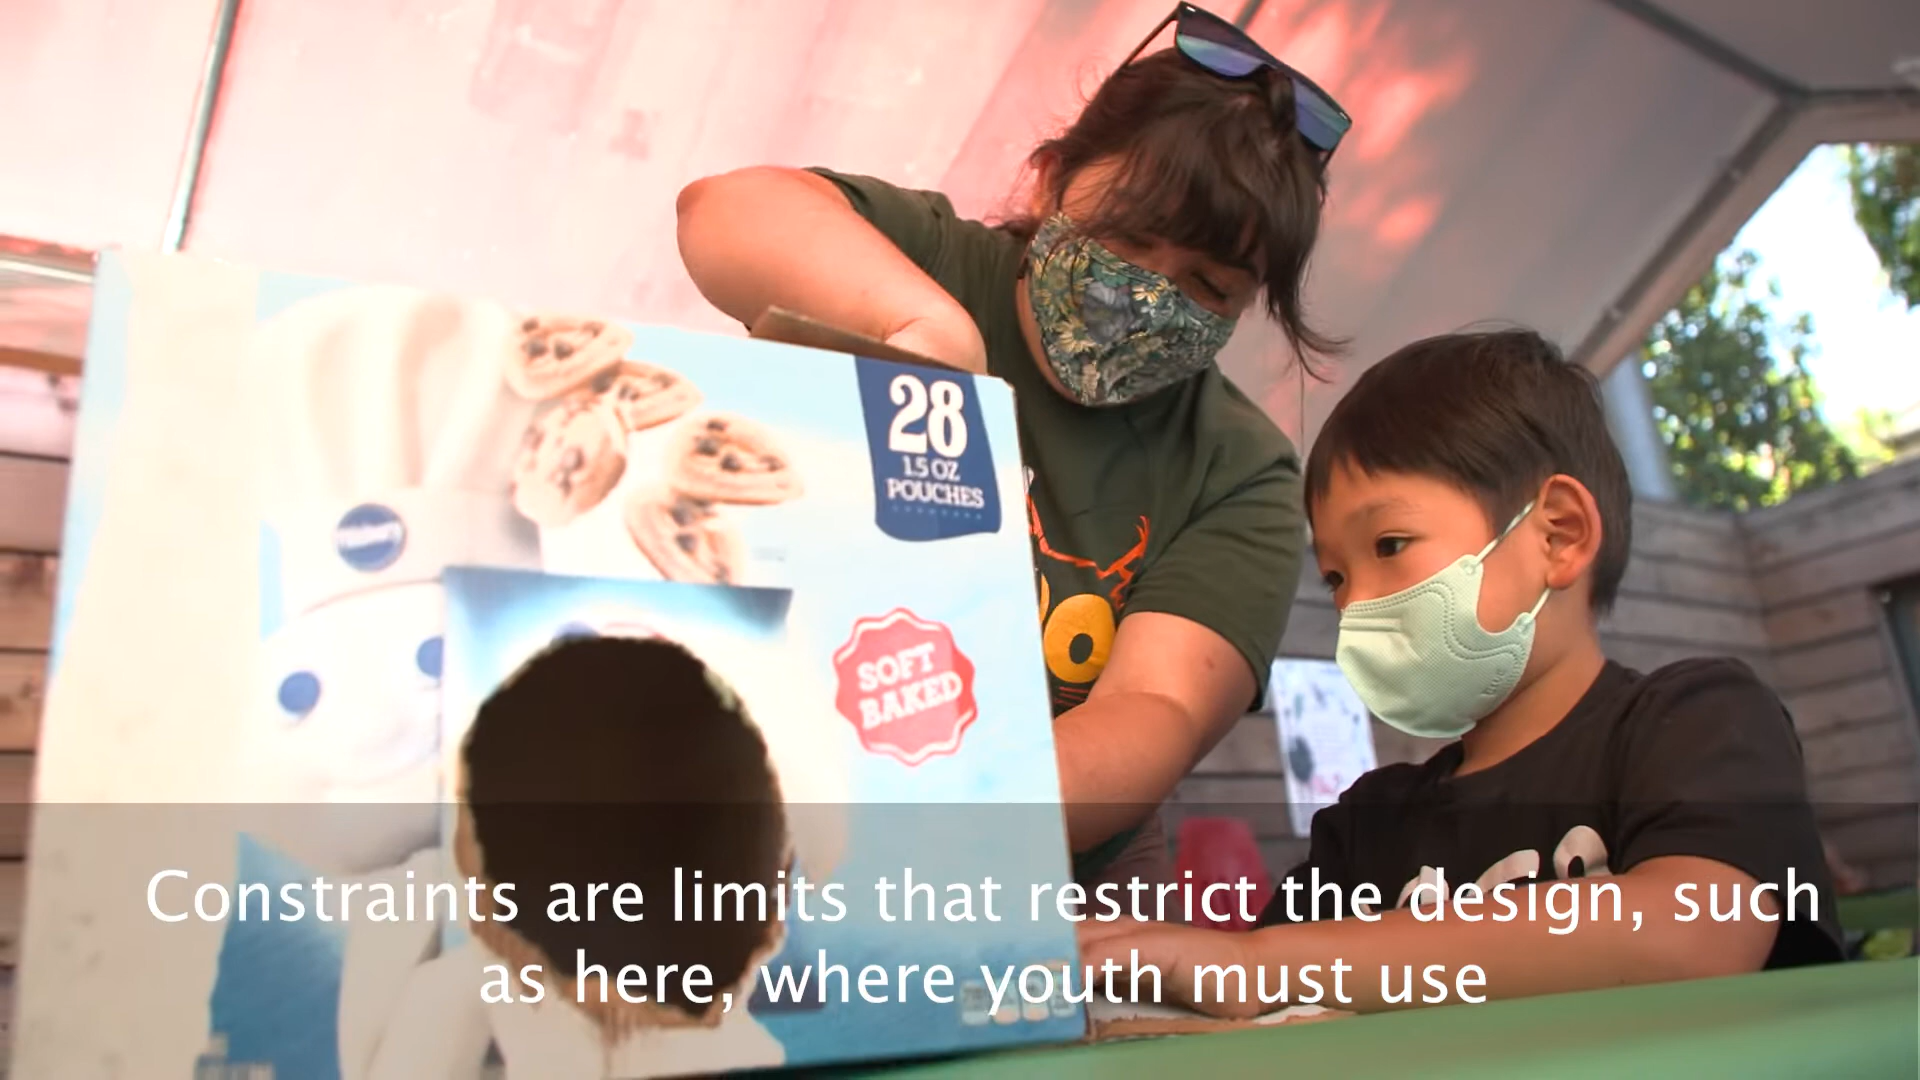 28
1.5 OZ
POUCHES
Pillsbury
SOFT
BAKED
Constraints are limits that restrict the design, such
as here, where youth must use